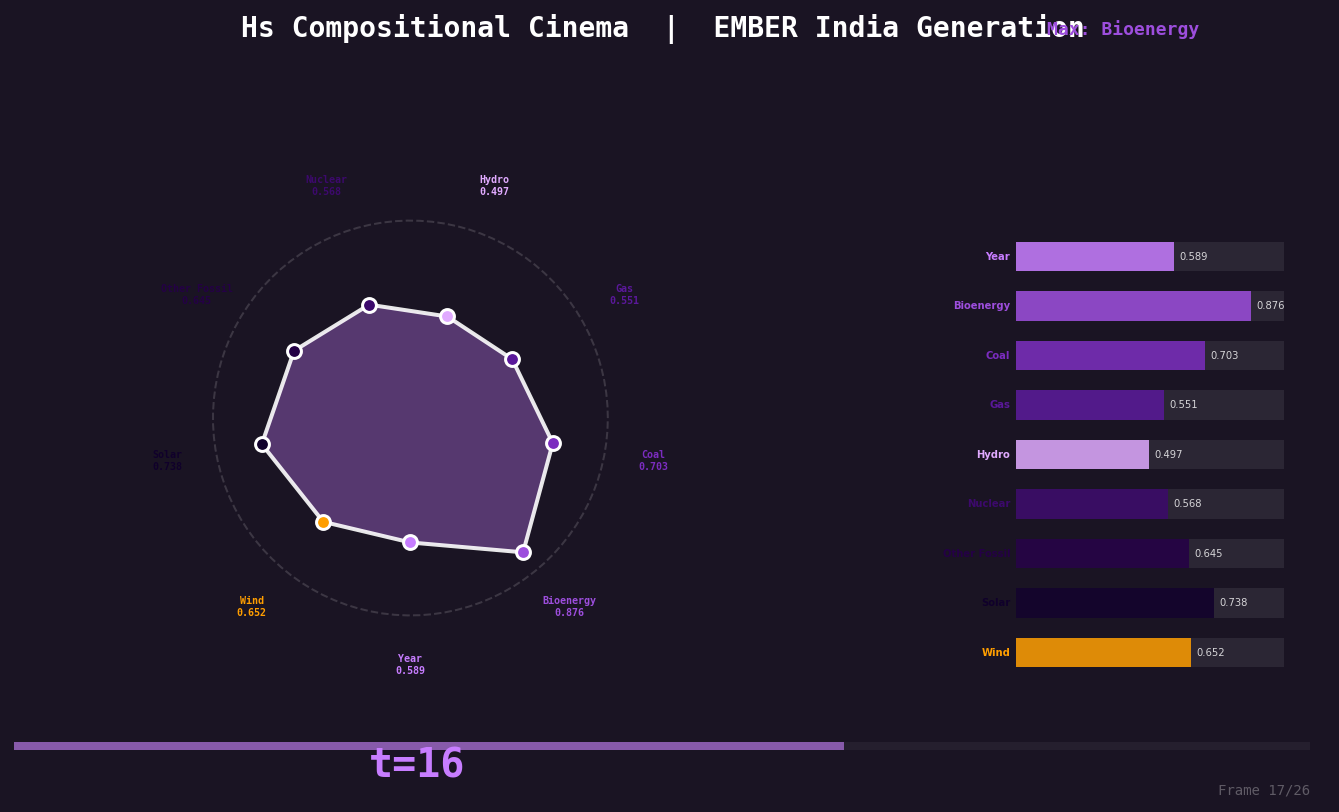 Hs Compositional Cinema | EMBER India Generation
Max: Bioenergy
Nuclear
0.568
Hydro
0.497
Other Fossil
0.645
Gas
0.551
Solar
0.738
Coal
0.703
Wind
0.652
Bioenergy
0.876
Year
0.589
Year 0.589
Bioenergy 0.876
Coal 0.703
Gas 0.551
Hydro 0.497
Nuclear 0.568
Other Fossil 0.645
Solar 0.738
Wind 0.652
t=16
Frame 17/26